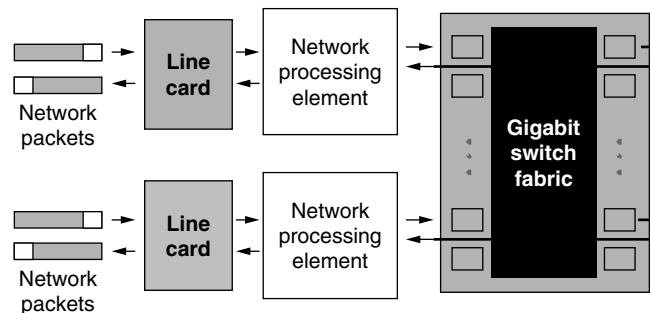 Network
packets
Line
card
Network
processing
element
Gigabit
switch
fabric
Network
packets
Line
card
Network
processing
element